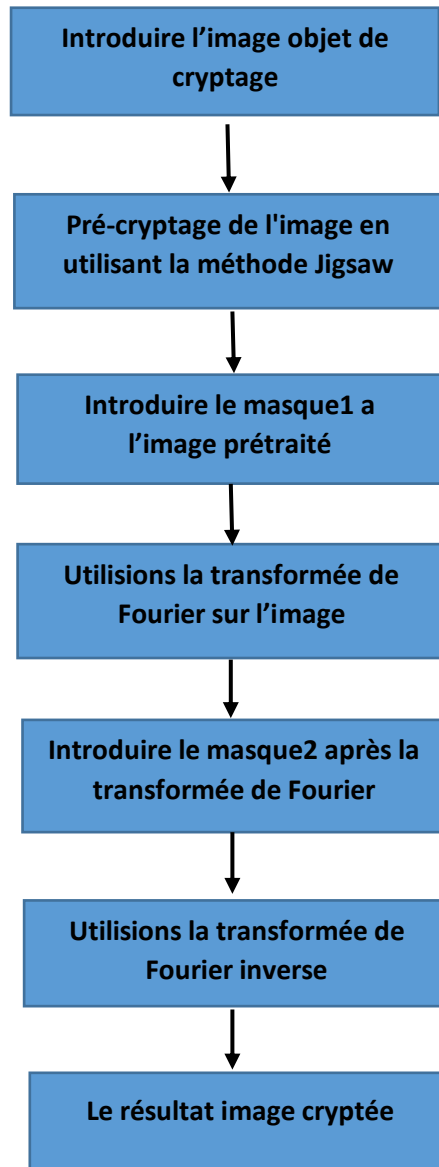 Introduire l’image objet de
cryptage
Pré-cryptage de l'image en
utilisant la méthode Jigsaw
Introduire le masque1 a
l’image prétraité
Utilisions la transformée de
Fourier sur l’image
Introduire le masque2 après la
transformée de Fourier
Utilisions la transformée de
Fourier inverse
Le résultat image cryptée